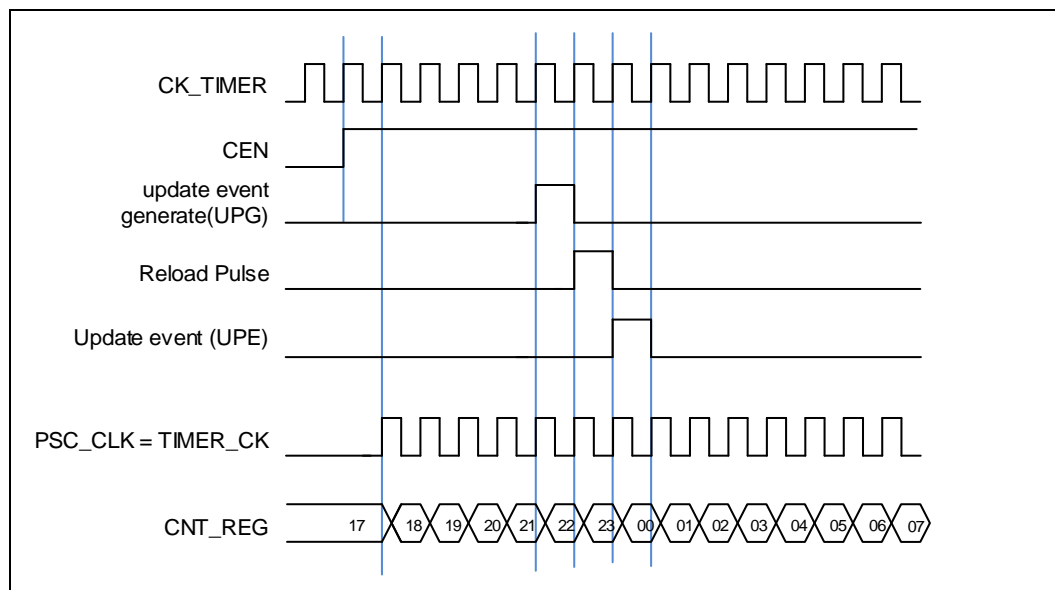 CK_TIMER
CEN
update event
generate(UPG)
Reload Pulse
Update event (UPE)
PSC_CLK = TIMER_CK
CNT_REG
17 18 19 20 21 22 23 00 01 02 03 04 05 06 07